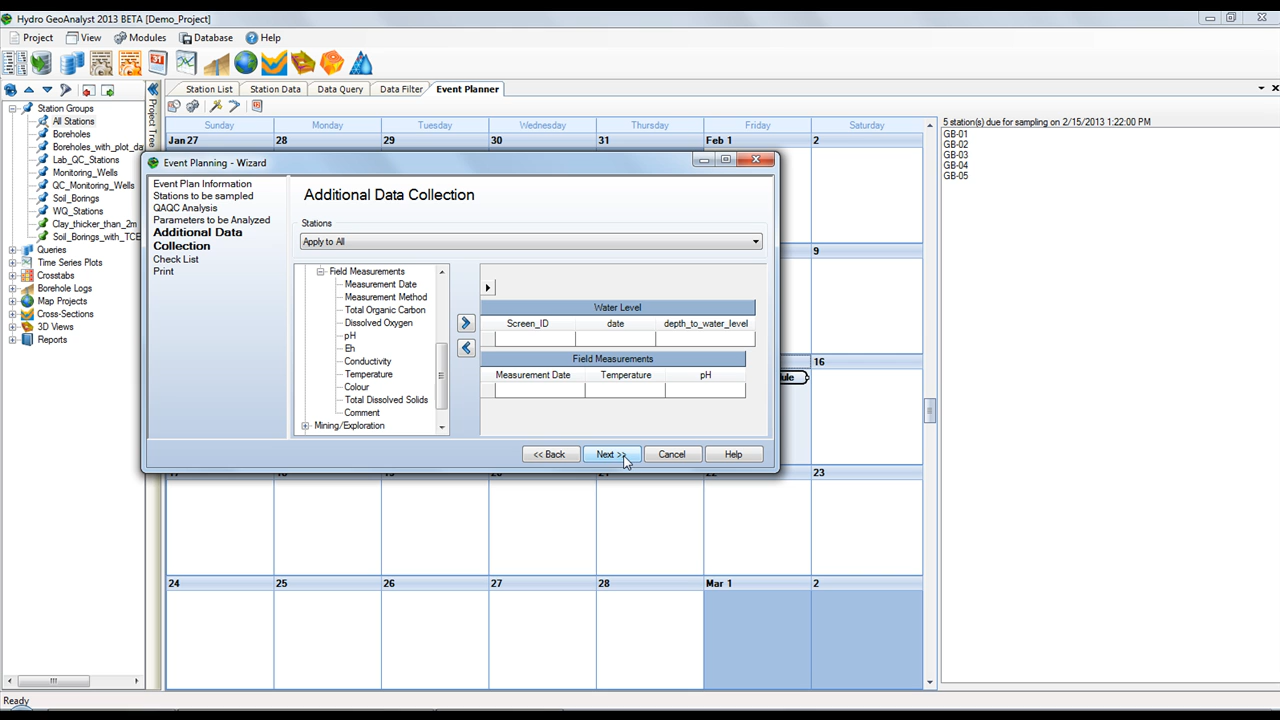 Hydro GeoAnalyst 2013 BETA [Demo_Project]
Project View Modules Database Help
Station List Station Data Data Query Data Filter Event Planner
Project Tree
Station Groups
All Stations
Boreholes
Boreholes_with_plot_da
Lab_QC_Stations
Monitoring_Wells
QC_Monitoring_Wells
Soil_Borings
WQ_Stations
Clay_thicker_than_2m
Soil_Borings_with_TCE
Queries
Time Series Plots
Crosstabs
Borehole Logs
Map Projects
Cross-Sections
3D Views
Reports
Sunday Monday Tuesday Wednesday Thursday Friday Saturday
Jan 27 28 29 30 31 Feb 1 2
9
16
23
24 25 26 27 28 Mar 1 2
Event Planning - Wizard
Event Plan Information
Stations to be sampled
QAQC Analysis
Parameters to be Analyzed
Additional Data
Collection
Check List
Print
Additional Data Collection
Stations
Apply to All
Field Measurements
Measurement Date
Measurement Method
Total Organic Carbon
Dissolved Oxygen
pH
Eh
Conductivity
Temperature
Colour
Total Dissolved Solids
Comment
Mining/Exploration
Water Level
Screen_ID date depth_to_water_level
Field Measurements
Measurement Date Temperature pH
<< Back Next >> Cancel Help
5 station(s) due for sampling on 2/15/2013 1:22:00 PM
GB-01
GB-02
GB-03
GB-04
GB-05
Ready